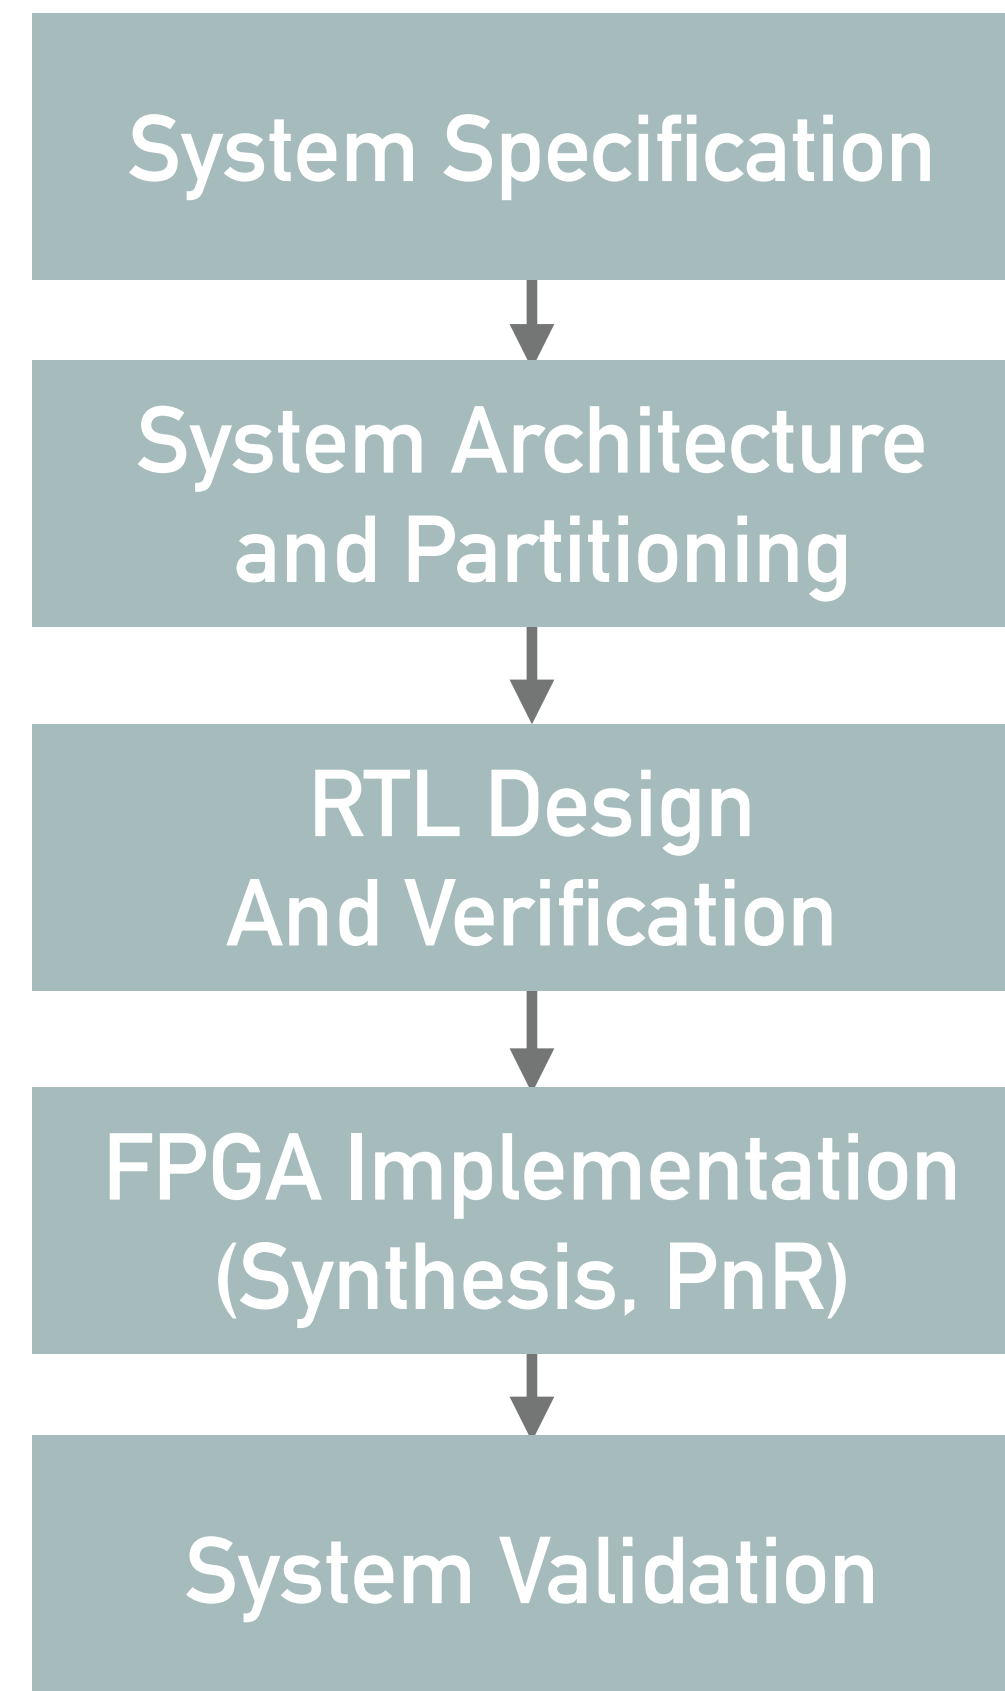 System Specification
System Architecture
and Partitioning
RTL Design
And Verification
FPGA Implementation
(Synthesis, PnR)
System Validation